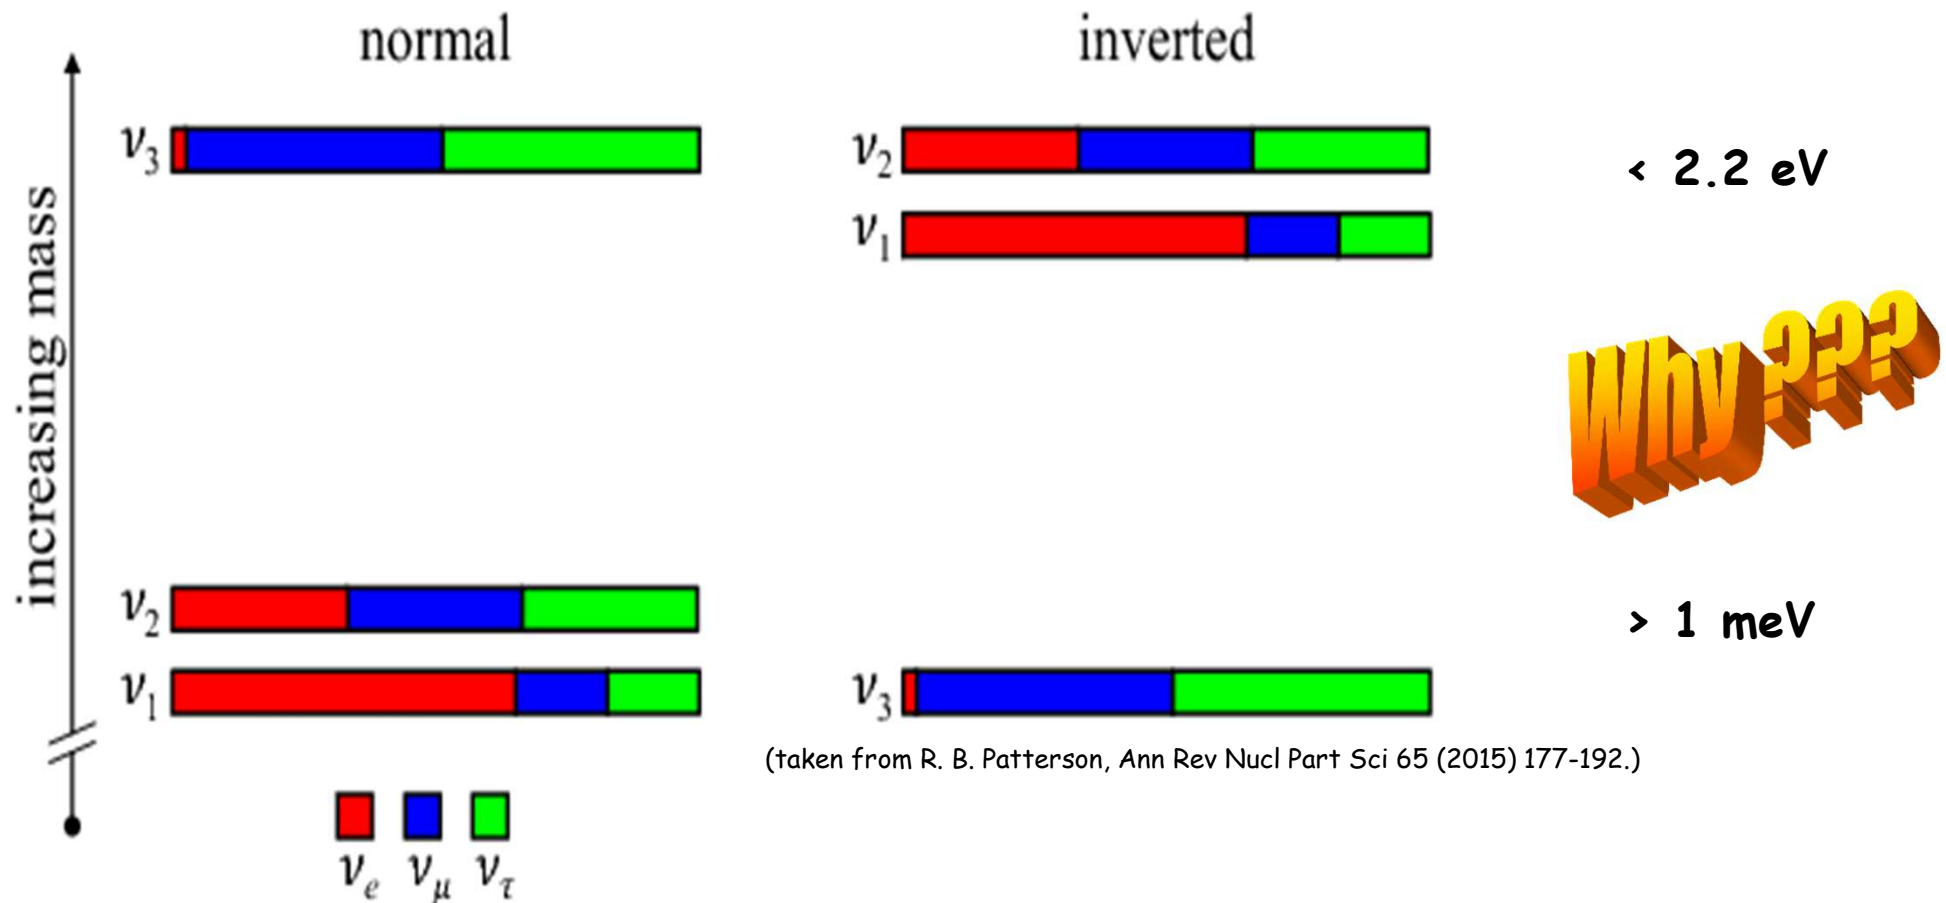 normal
inverted
increasing mass
ν3
ν2
ν1
< 2.2 eV
Why ???
ν2
ν1
ν3
> 1 meV
(taken from R. B. Patterson, Ann Rev Nucl Part Sci 65 (2015) 177-192.)
νe νμ ντ